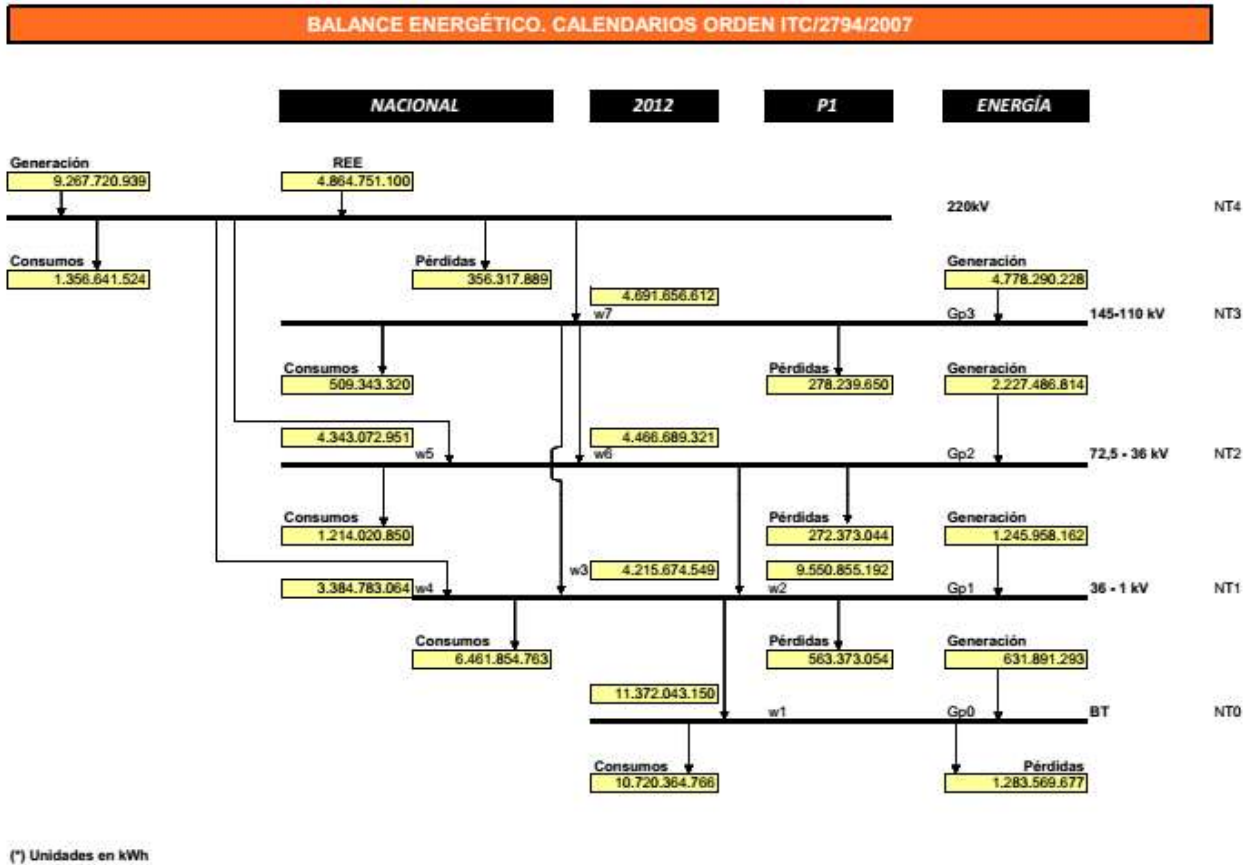 BALANCE ENERGÉTICO. CALENDARIOS ORDEN ITC/2794/2007
NACIONAL 2012 P1 ENERGÍA
Generación REE
9.267.720.939 4.864.751.100
220kV NT4
Consumos Pérdidas Generación
1.356.641.524 356.317.889 4.778.290.228
4.691.656.612
w7 Gp3 145-110 kV NT3
Consumos Pérdidas Generación
509.343.320 278.239.650 2.227.486.814
4.343.072.951 4.466.689.321
w5 w6 Gp2 72,5 - 36 kV NT2
Consumos Pérdidas Generación
1.214.020.850 272.373.044 1.245.958.162
w3 4.215.674.549 9.550.855.192
3.384.783.064 w4 w2 Gp1 36 - 1 kV NT1
Consumos Pérdidas Generación
6.461.854.763 563.373.054 631.891.293
11.372.043.150
w1 Gp0 BT NT0
Consumos Pérdidas
10.720.364.766 1.283.569.677
(*) Unidades en kWh